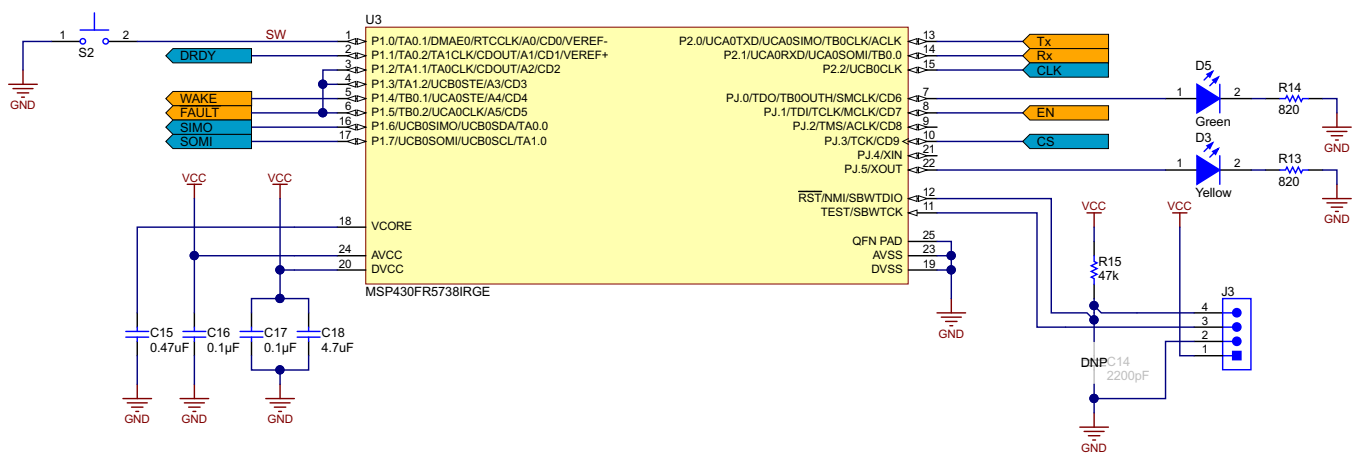 U3
S2
1
2
SW
GND
DRDY
WAKE
FAULT
SIMO
SOMI
1
2
3
4
5
6
16
17
P1.0/TA0.1/DMAE0/RTCCLK/A0/CD0/VEREF-
P1.1/TA0.2/TA1CLK/CDOUT/A1/CD1/VEREF+
P1.2/TA1.1/TA0CLK/CDOUT/A2/CD2
P1.3/TA1.2/UCB0STE/A3/CD3
P1.4/TB0.1/UCA0STE/A4/CD4
P1.5/TB0.2/UCA0CLK/A5/CD5
P1.6/UCB0SIMO/UCB0SDA/TA0.0
P1.7/UCB0SOMI/UCB0SCL/TA1.0
18
VCORE
24
AVCC
20
DVCC
P2.0/UCA0TXD/UCA0SIMO/TB0CLK/ACLK
P2.1/UCA0RXD/UCA0SOMI/TB0.0
P2.2/UCB0CLK
PJ.0/TDO/TB0OUTH/SMCLK/CD6
PJ.1/TDI/TCLK/MCLK/CD7
PJ.2/TMS/ACLK/CD8
PJ.3/TCK/CD9
PJ.4/XIN
PJ.5/XOUT
RST/NMI/SBWTDIO
TEST/SBWTCK
QFN PAD
AVSS
DVSS
13
14
15
7
8
9
10
21
22
12
11
25
23
19
Tx
Rx
CLK
EN
CS
MSP430FR5738IRGE
VCC
VCC
C15
0.47uF
C16
0.1µF
C17
0.1µF
C18
4.7uF
GND
GND
GND
GND
D5
1
2
Green
R14
820
GND
D3
1
2
Yellow
R13
820
GND
VCC
VCC
R15
47k
J3
4
3
2
1
DNP
C14
2200pF
GND